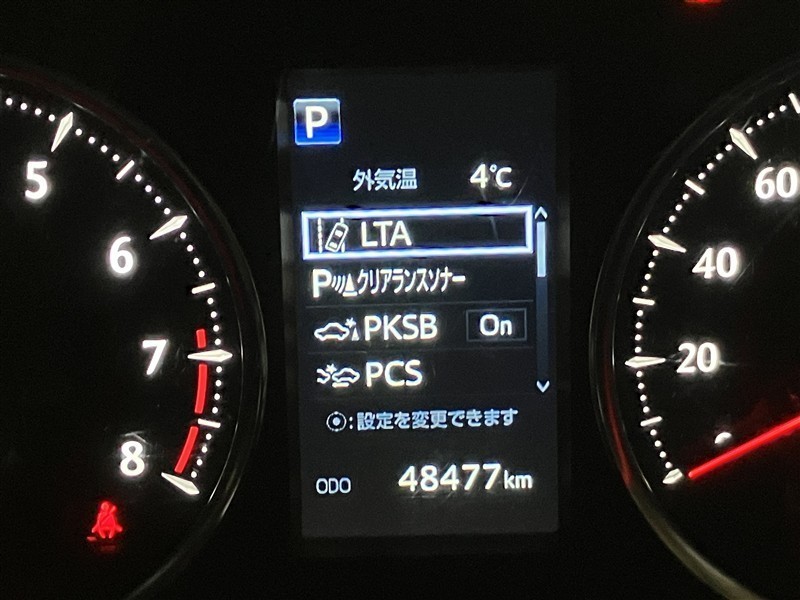 P
外気温 4℃
LTA
Pクリアランスソナー
PKSB On
PCS
:設定を変更できます
ODO 48477km
5
6
7
8
60
40
20